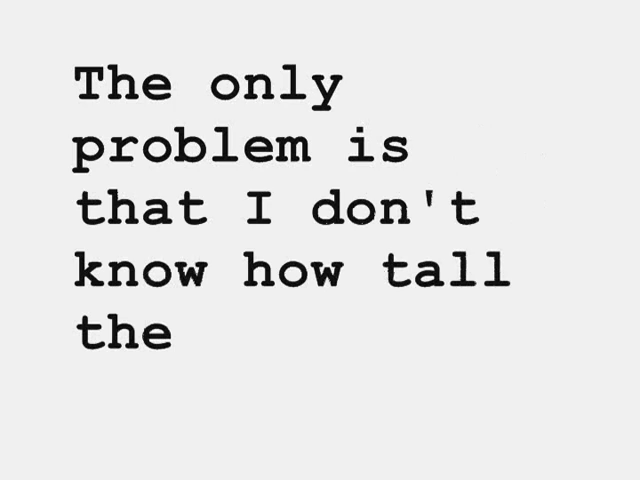 The only
problem is
that I don't
know how tall
the